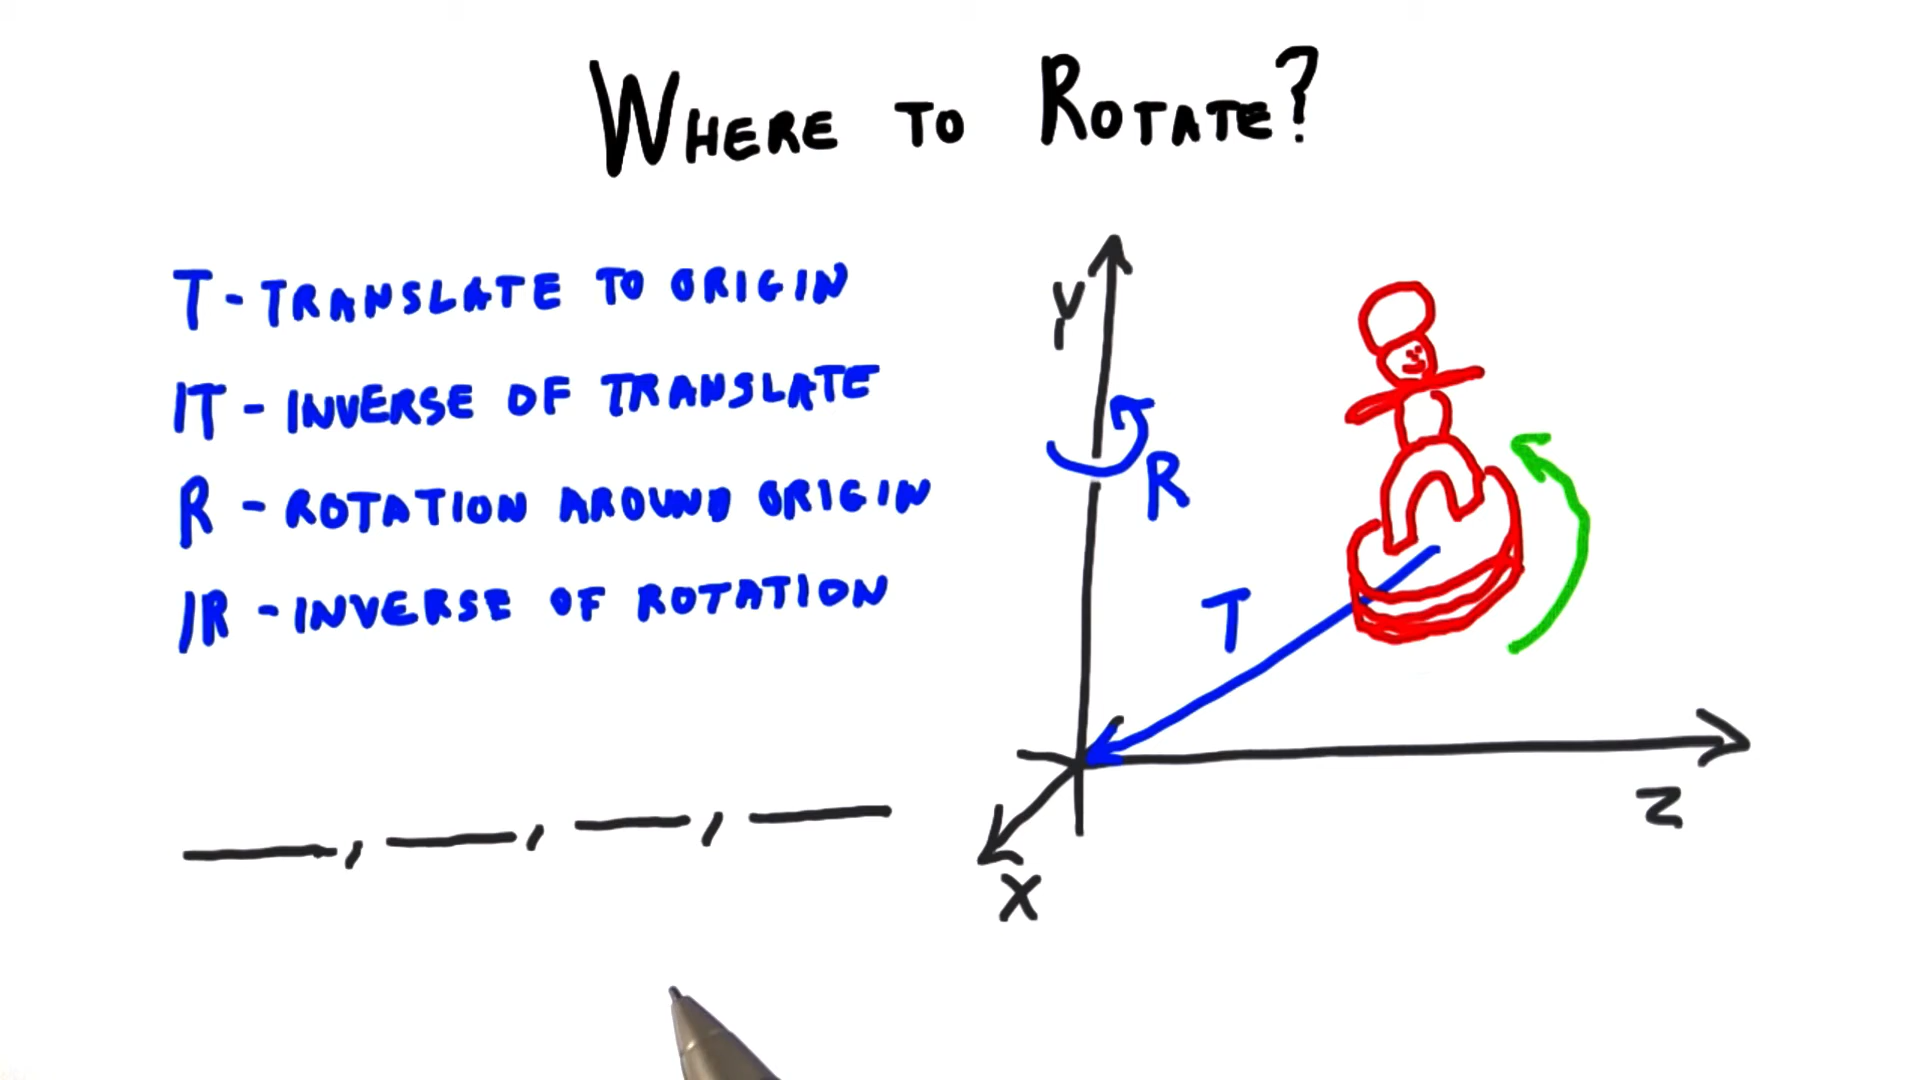 WHERE TO ROTATE?
T - TRANSLATE TO ORIGIN
IT - INVERSE OF TRANSLATE
R - ROTATION AROUND ORIGIN
IR - INVERSE OF ROTATION
___, ___, ___, ___
Y
R
T
Z
X